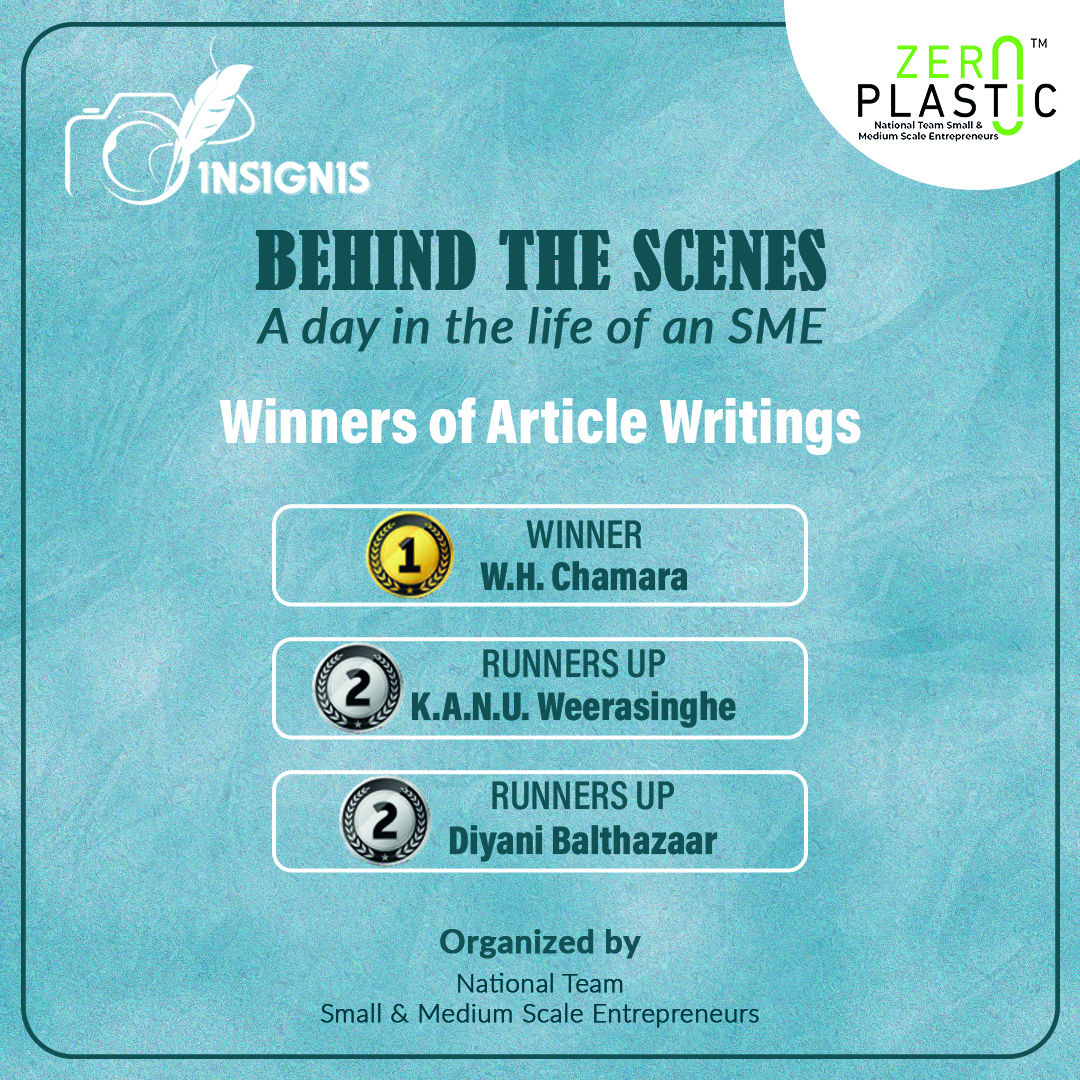 INSIGNIS
ZERO TM
PLASTIC
National Team Small &
Medium Scale Entrepreneurs
BEHIND THE SCENES
A day in the life of an SME
Winners of Article Writings
1
WINNER
W.H. Chamara
2
RUNNERS UP
K.A.N.U. Weerasinghe
2
RUNNERS UP
Diyani Balthazaar
Organized by
National Team
Small & Medium Scale Entrepreneurs